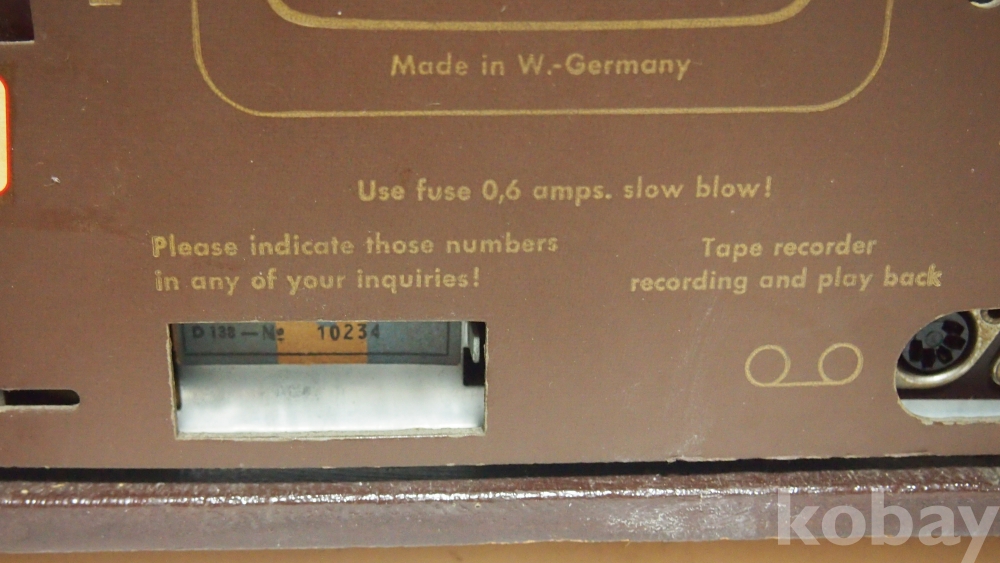 Made in W.-Germany
Use fuse 0,6 amps. slow blow!
Please indicate those numbers
in any of your inquiries!
Tape recorder
recording and play back
D 138 — № 10234
kobay